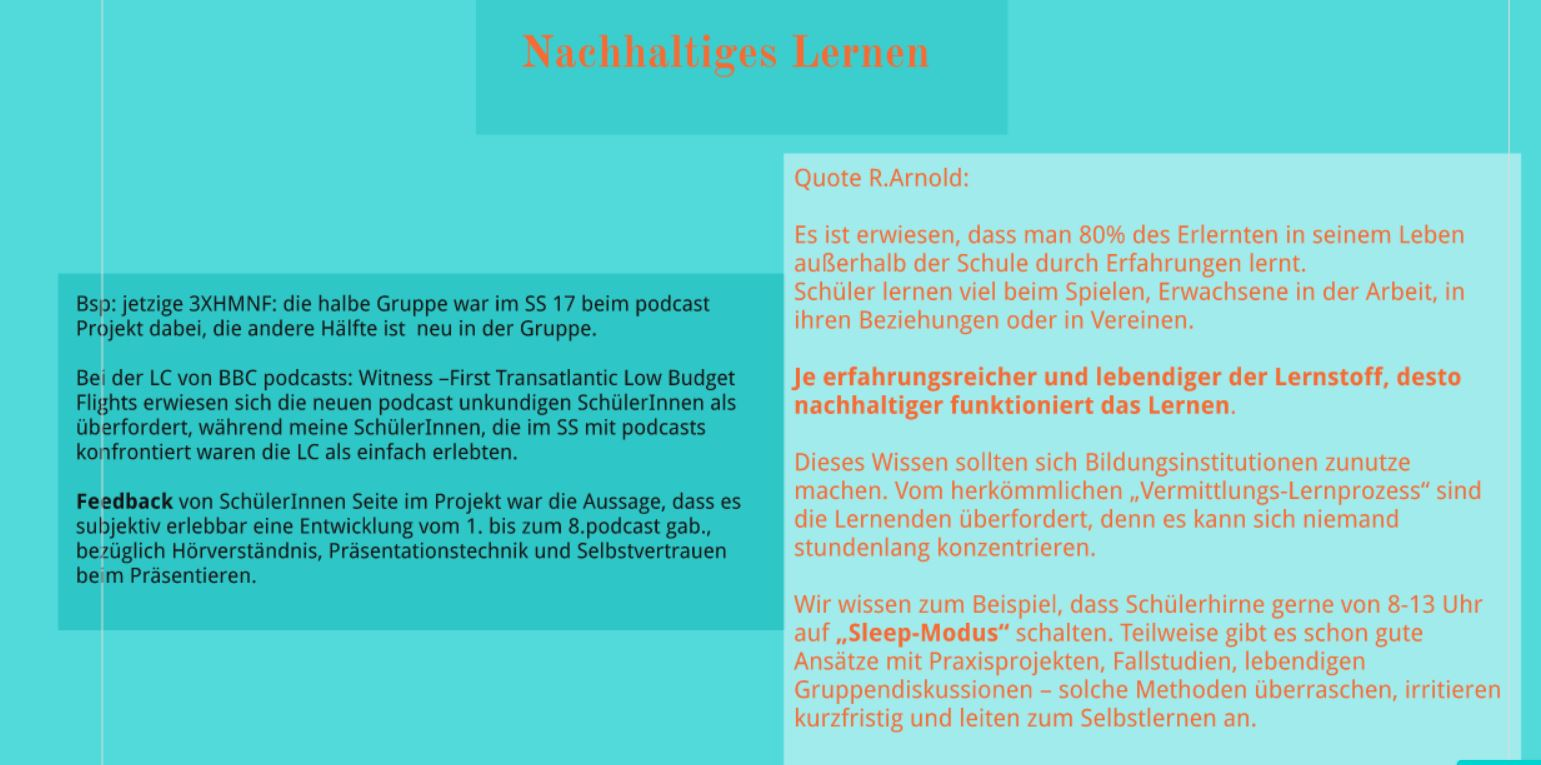 Nachhaltiges Lernen
Bsp: jetzige 3XHMNF: die halbe Gruppe war im SS 17 beim podcast
Projekt dabei, die andere Hälfte ist  neu in der Gruppe.
Bei der LC von BBC podcasts: Witness –First Transatlantic Low Budget
Flights erwiesen sich die neuen podcast unkundigen SchülerInnen als
überfordert, während meine SchülerInnen, die im SS mit podcasts
konfrontiert waren die LC als einfach erlebten.
Feedback von SchülerInnen Seite im Projekt war die Aussage, dass es
subjektiv erlebbar eine Entwicklung vom 1. bis zum 8.podcast gab.,
bezüglich Hörverständnis, Präsentationstechnik und Selbstvertrauen
beim Präsentieren.
Quote R.Arnold:
Es ist erwiesen, dass man 80% des Erlernten in seinem Leben
außerhalb der Schule durch Erfahrungen lernt.
Schüler lernen viel beim Spielen, Erwachsene in der Arbeit, in
ihren Beziehungen oder in Vereinen.
Je erfahrungsreicher und lebendiger der Lernstoff, desto
nachhaltiger funktioniert das Lernen.
Dieses Wissen sollten sich Bildungsinstitutionen zunutze
machen. Vom herkömmlichen „Vermittlungs-Lernprozess“ sind
die Lernenden überfordert, denn es kann sich niemand
stundenlang konzentrieren.
Wir wissen zum Beispiel, dass Schülerhirne gerne von 8-13 Uhr
auf „Sleep-Modus“ schalten. Teilweise gibt es schon gute
Ansätze mit Praxisprojekten, Fallstudien, lebendigen
Gruppendiskussionen – solche Methoden überraschen, irritieren
kurzfristig und leiten zum Selbstlernen an.